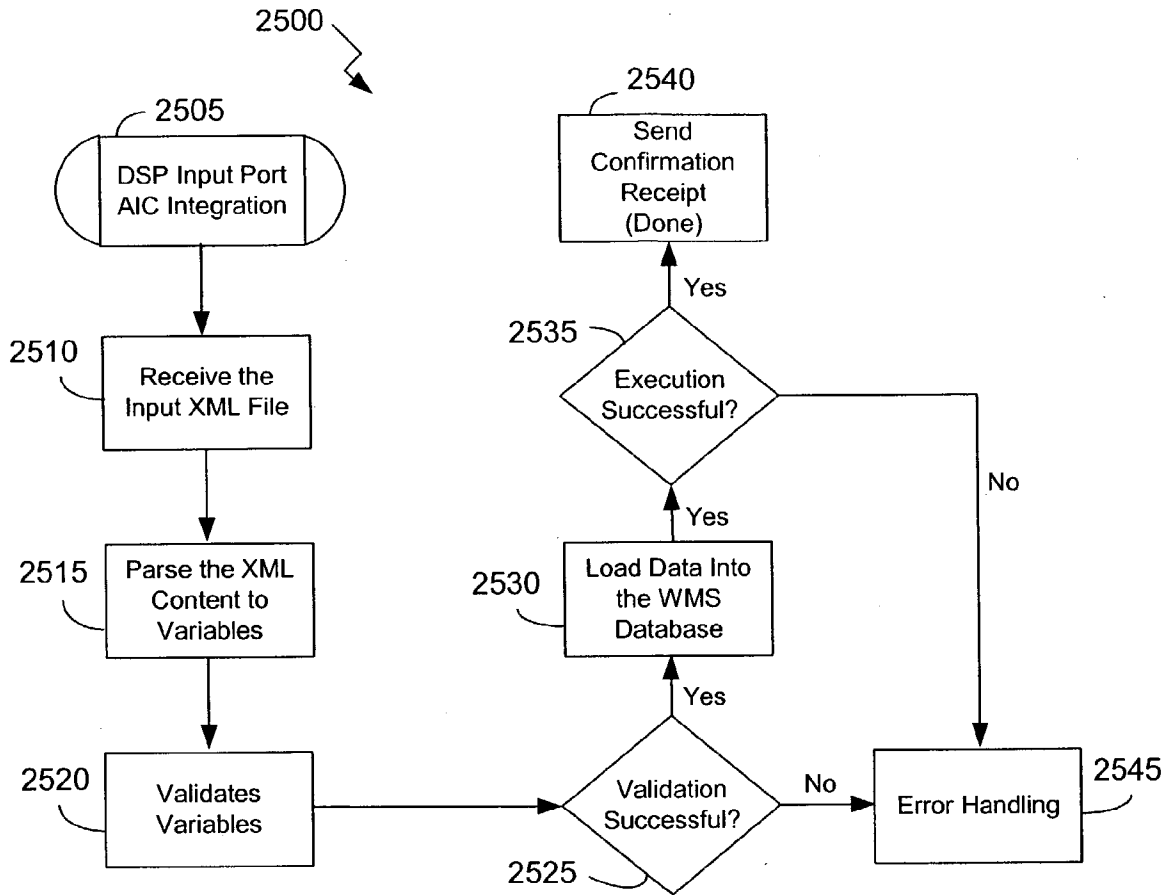 2500
2505
DSP Input Port
AIC Integration
2510
Receive the
Input XML File
2515
Parse the XML
Content to
Variables
2520
Validates
Variables
2540
Send
Confirmation
Receipt
(Done)
Yes
2535
Execution
Successful?
No
Yes
2530
Load Data Into
the WMS
Database
Yes
Validation
Successful?
2525
No
Error Handling
2545